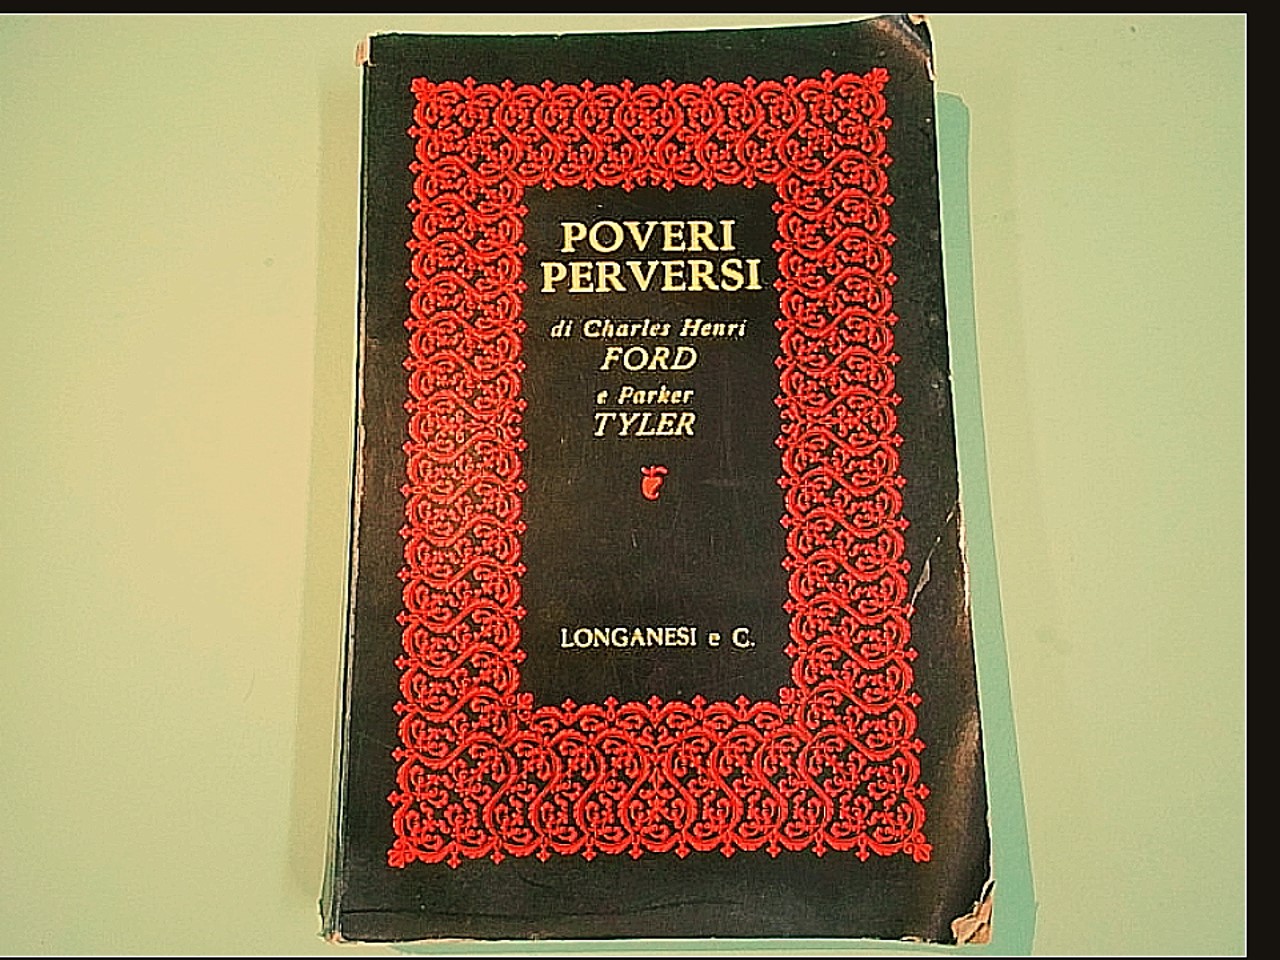 POVERI
PERVERSI
di Charles Henri
FORD
e Parker
TYLER
LONGANESI e C.